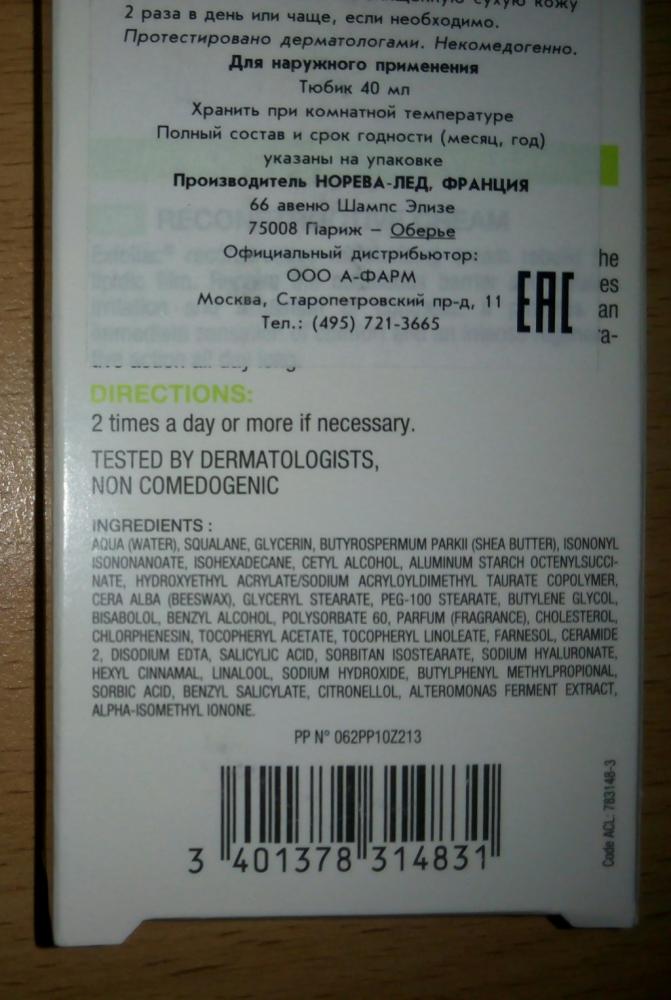 сухую кожу
2 раза в день или чаще, если необходимо.
Протестировано дерматологами. Некомедогенно.
Для наружного применения
Тюбик 40 мл
Хранить при комнатной температуре
Полный состав и срок годности (месяц, год)
указаны на упаковке
Производитель НОРЕВА-ЛЕД, ФРАНЦИЯ
66 авеню Шампс Элизе
75008 Париж – Оберье
Официальный дистрибьютор:
ООО А-ФАРМ
Москва, Старопетровский пр-д, 11
Тел.: (495) 721-3665
EAC
he
es
an
a-
DIRECTIONS:
2 times a day or more if necessary.
TESTED BY DERMATOLOGISTS,
NON COMEDOGENIC
INGREDIENTS :
AQUA (WATER), SQUALANE, GLYCERIN, BUTYROSPERMUM PARKII (SHEA BUTTER), ISONONYL
ISONONANOATE, ISOHEXADECANE, CETYL ALCOHOL, ALUMINUM STARCH OCTENYLSUCCI-
NATE, HYDROXYETHYL ACRYLATE/SODIUM ACRYLOYLDIMETHYL TAURATE COPOLYMER,
CERA ALBA (BEESWAX), GLYCERYL STEARATE, PEG-100 STEARATE, BUTYLENE GLYCOL,
BISABOLOL, BENZYL ALCOHOL, POLYSORBATE 60, PARFUM (FRAGRANCE), CHOLESTEROL,
CHLORPHENESIN, TOCOPHERYL ACETATE, TOCOPHERYL LINOLEATE, FARNESOL, CERAMIDE
2, DISODIUM EDTA, SALICYLIC ACID, SORBITAN ISOSTEARATE, SODIUM HYALURONATE,
HEXYL CINNAMAL, LINALOOL, SODIUM HYDROXIDE, BUTYLPHENYL METHYLPROPIONAL,
SORBIC ACID, BENZYL SALICYLATE, CITRONELLOL, ALTEROMONAS FERMENT EXTRACT,
ALPHA-ISOMETHYL IONONE.
PP N° 062PP10Z213
Code ACL: 783148-3
3 401378 314831